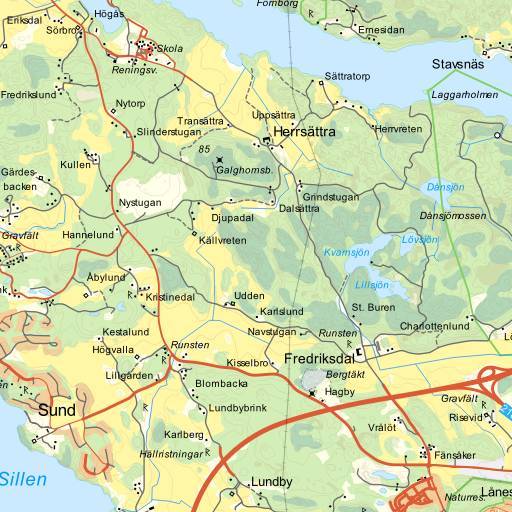 Fornborg
R
Högås
Eriksdal
Sörbro
Ernesidan
Skola
Reningsv.
Stavsnäs
Sättratorp
Fredrikslund
Laggarholmen
Nytorp
Uppsättra
Transättra
Slinderstugan
Herrsättra
Herrvreten
85
Kullen
Galghomsb.
Gärdes-
backen
Dånsjön
Grindstugan
Nystugan
Dalsättra
Djupadal
Dånsjömossen
Gravfält
Hannelund
Källvreten
Lövsjön
Kvarnsjön
Åbylund
Lillsjön
Kristinedal
Udden
St. Buren
Karlslund
Charlottenlund
Kestalund
Navstugan
Runsten
Runsten
Högvalla
Kisselbro
Fredriksdal
Lillgården
Bergtäkt
Blombacka
Hagby
Gravfält
Sund
Lundbybrink
Risevid
Vrålöt
Karlberg
Hällristningar
Fänsåker
Sillen
Lundby
Naturres.